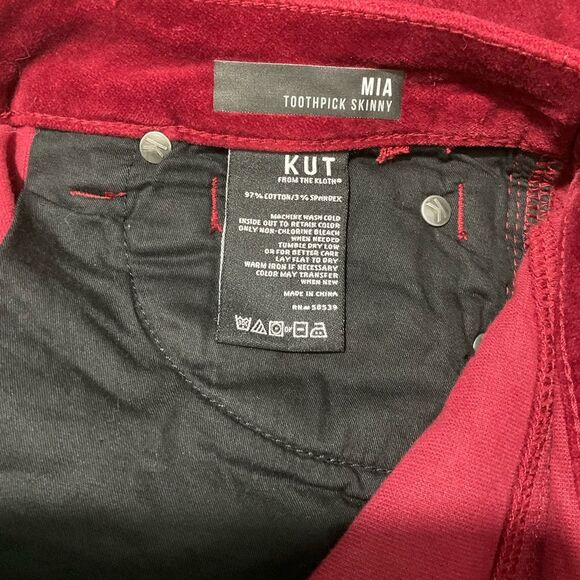 MIA
TOOTHPICK SKINNY
KUT
FROM THE KLOTH®
97% COTTON/3% SPANDEX
MACHINE WASH COLD
INSIDE OUT TO RETAIN COLOR
ONLY NON-CHLORINE BLEACH
WHEN NEEDED
TUMBLE DRY LOW
OR FOR BETTER CARE
LAY FLAT TO DRY
WARM IRON IF NECESSARY
COLOR MAY TRANSFER
WHEN NEW
MADE IN CHINA
RN# 58539
or